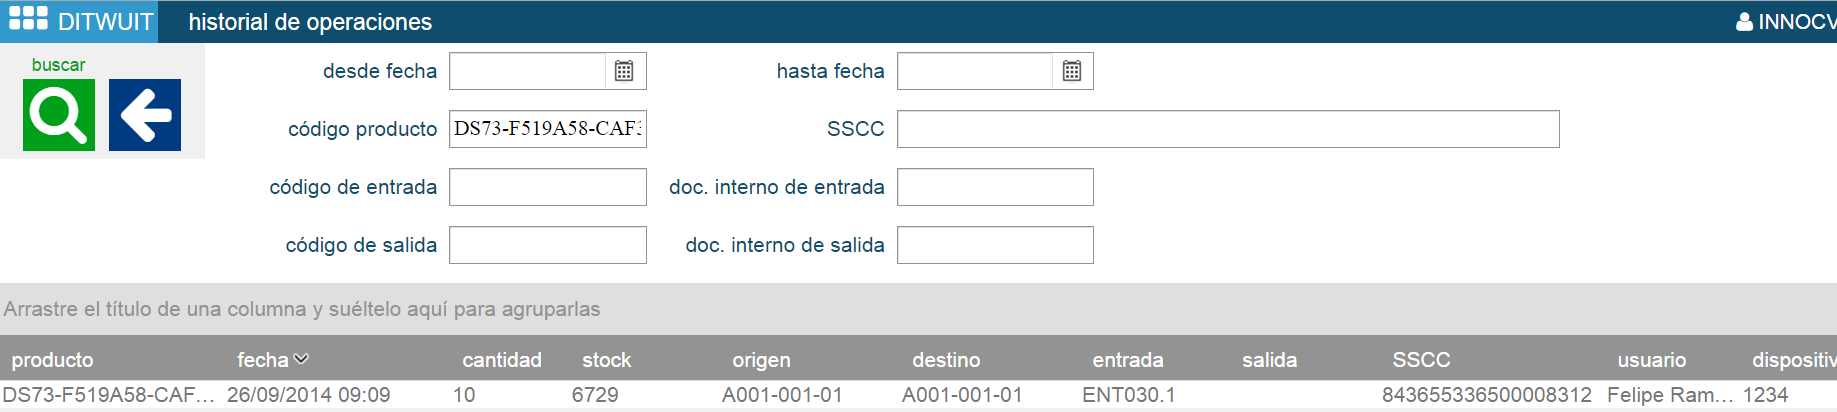 DITWUIT historial de operaciones INNOCV
buscar
desde fecha hasta fecha
código producto DS73-F519A58-CAF SSCC
código de entrada doc. interno de entrada
código de salida doc. interno de salida
Arrastre el título de una columna y suéltelo aquí para agruparlas
producto fecha cantidad stock origen destino entrada salida SSCC usuario dispositiv
DS73-F519A58-CAF... 26/09/2014 09:09 10 6729 A001-001-01 A001-001-01 ENT030.1 843655336500008312 Felipe Ram... 1234